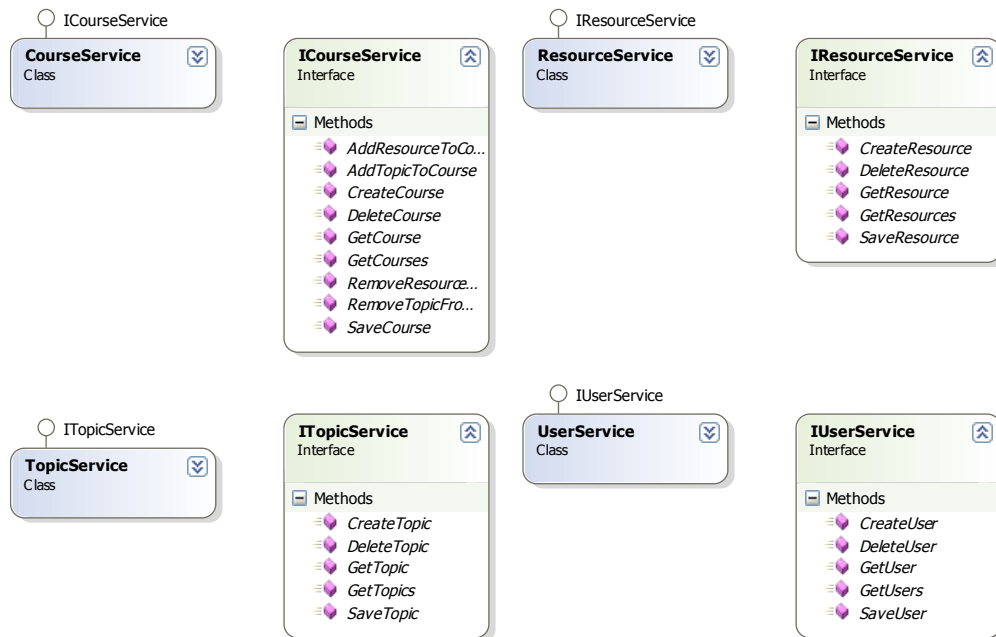 ICourseService
CourseService
Class
ICourseService
Interface
Methods
AddResourceToCo...
AddTopicToCourse
CreateCourse
DeleteCourse
GetCourse
GetCourses
RemoveResource...
RemoveTopicFro...
SaveCourse
IResourceService
ResourceService
Class
IResourceService
Interface
Methods
CreateResource
DeleteResource
GetResource
GetResources
SaveResource
ITopicService
TopicService
Class
ITopicService
Interface
Methods
CreateTopic
DeleteTopic
GetTopic
GetTopics
SaveTopic
IUserService
UserService
Class
IUserService
Interface
Methods
CreateUser
DeleteUser
GetUser
GetUsers
SaveUser